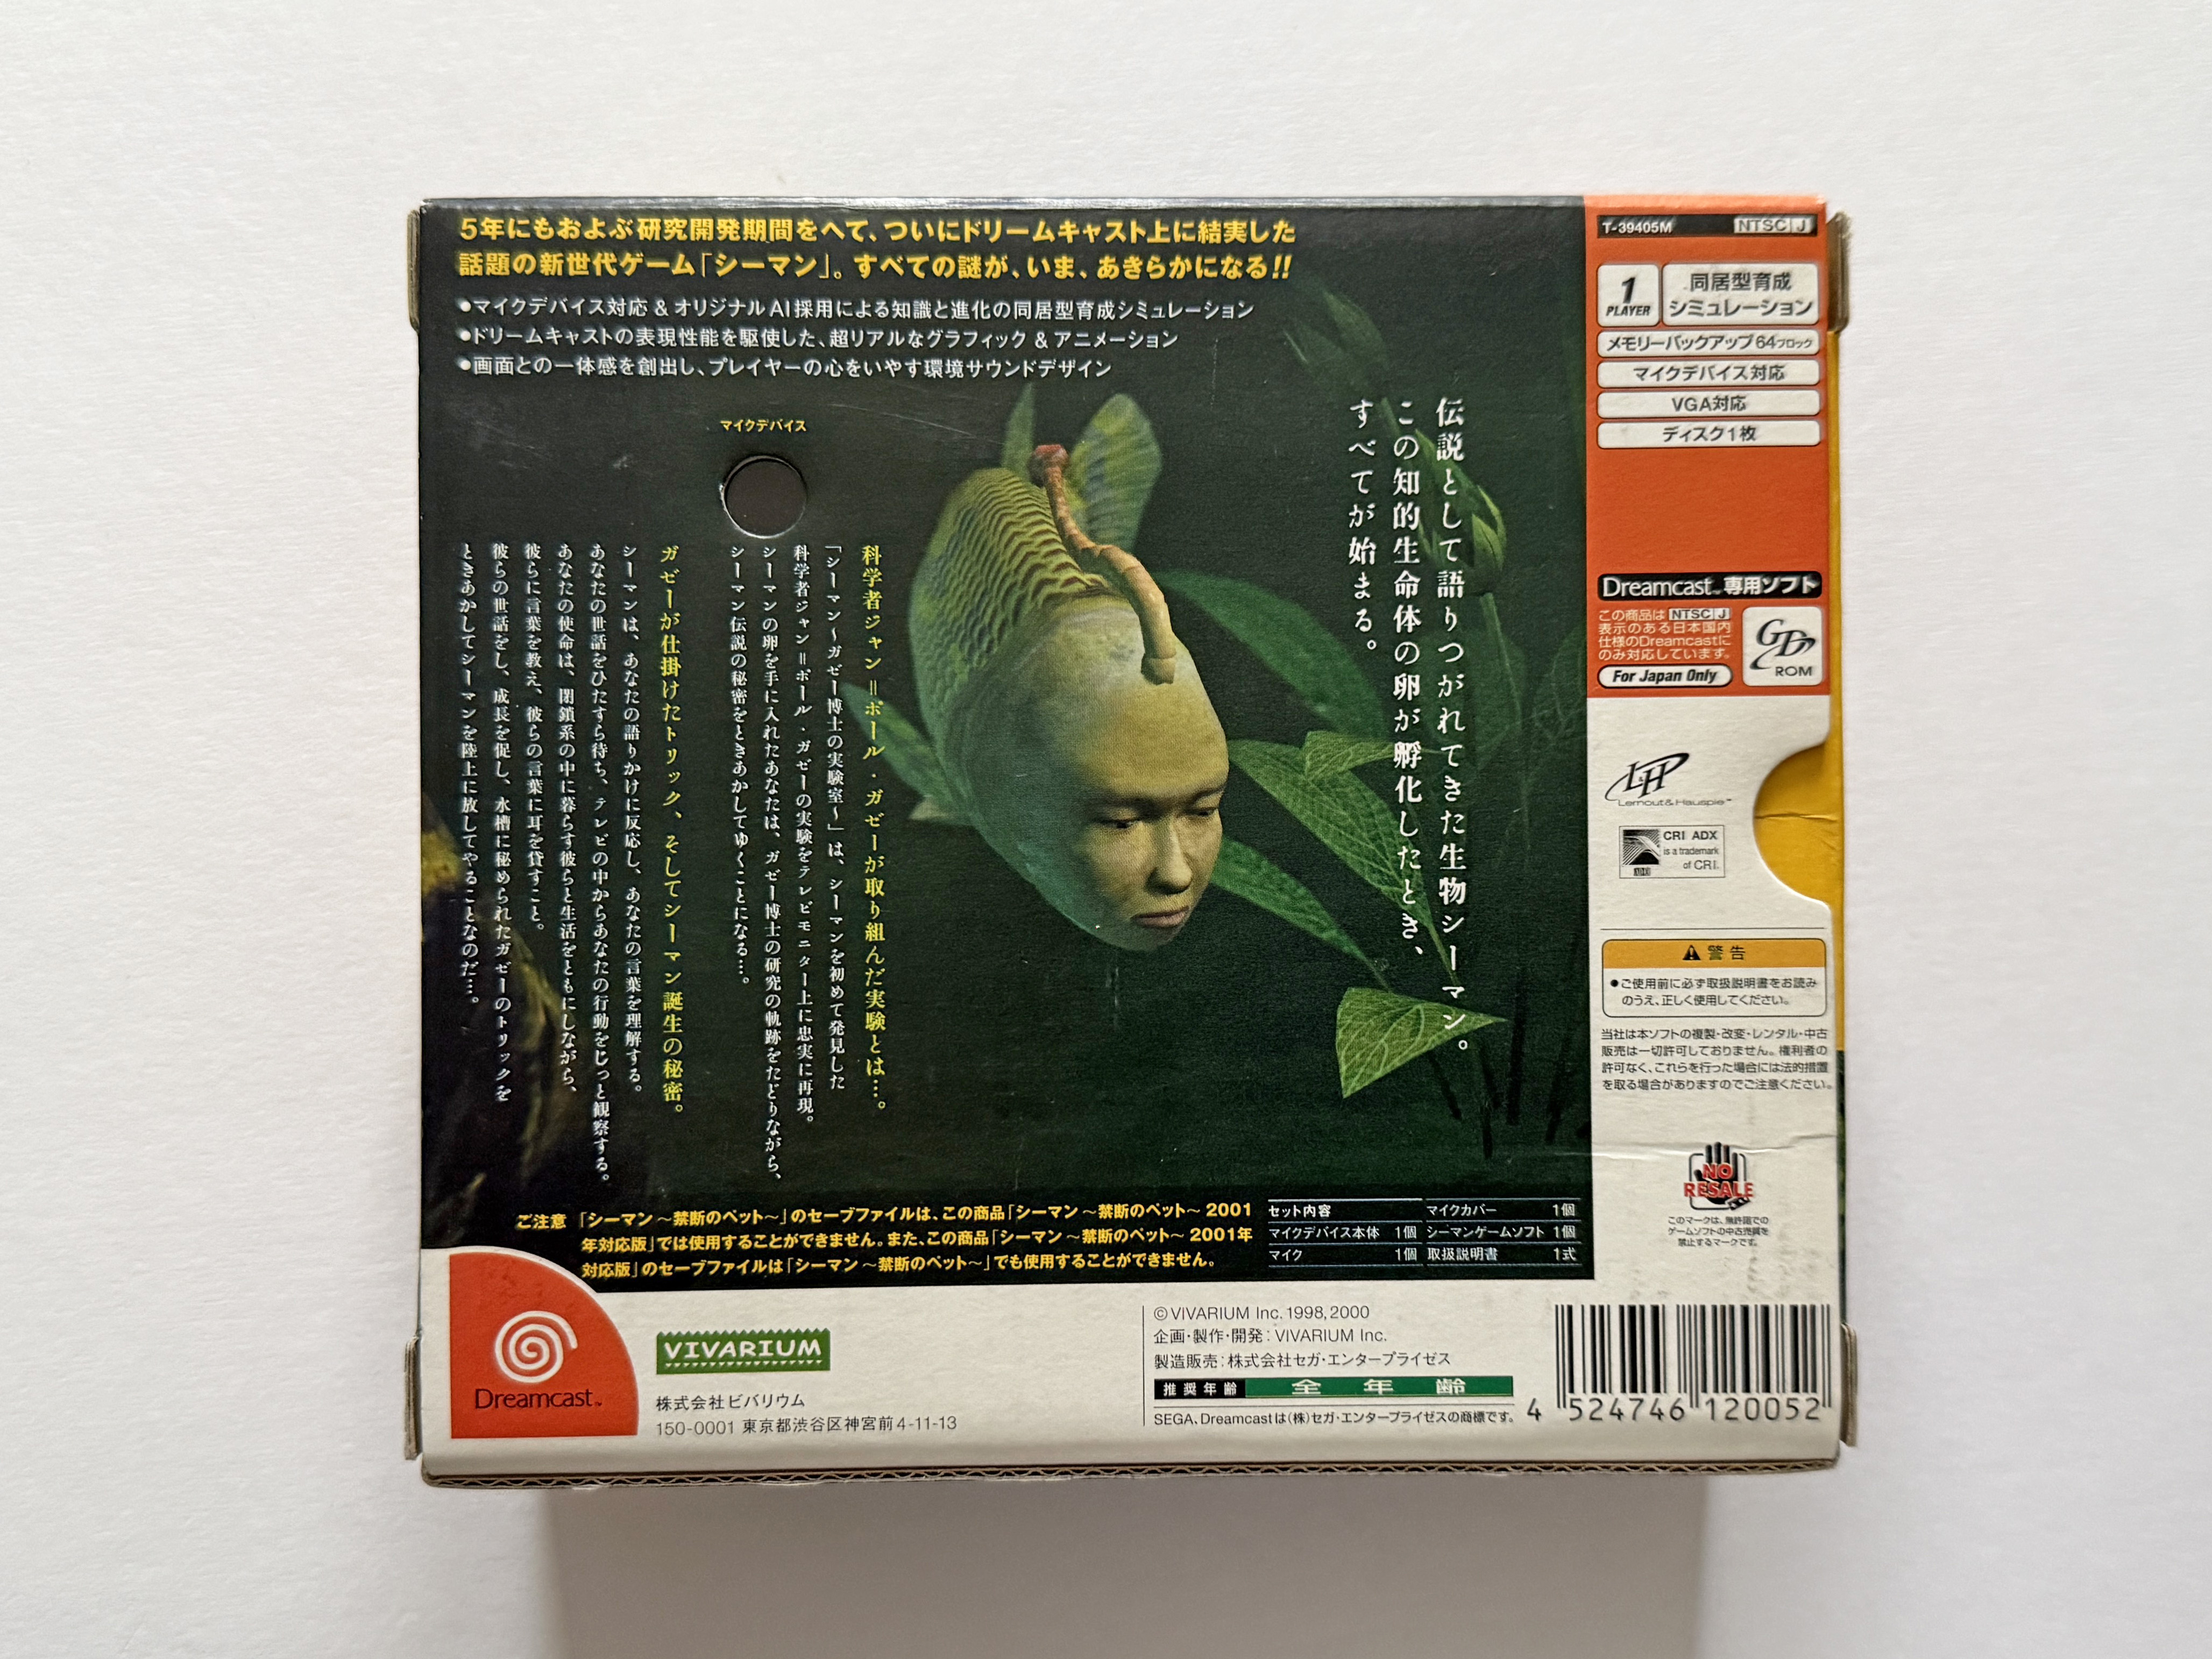 5年にもおよぶ研究開発期間をへて、ついにドリームキャスト上に結実した
話題の新世代ゲーム「シーマン」。すべての謎が、いま、あきらかになる!!
●マイクデバイス対応 & オリジナルAI採用による知識と進化の同居型育成シミュレーション
●ドリームキャストの表現性能を駆使した、超リアルなグラフィック & アニメーション
●画面との一体感を創出し、プレイヤーの心をいやす環境サウンドデザイン
マイクデバイス
伝説として語りつがれてきた生物シーマン。
この知的生命体の卵が孵化したとき、
すべてが始まる。
科学者ジャン=ポール・ガゼーが取り組んだ実験とは…。
「シーマン〜ガゼー博士の実験室〜」は、シーマンを初めて発見した
科学者ジャン=ポール・ガゼーの実験をテレビモニター上に忠実に再現。
シーマンの卵を手に入れたあなたは、ガゼー博士の研究の軌跡をたどりながら、
シーマン伝説の秘密をときあかしてゆくことになる…。
ガゼーが仕掛けたトリック、そしてシーマン誕生の秘密。
シーマンは、あなたの語りかけに反応し、あなたの言葉を理解する。
あなたの世話をひたすら待ち、テレビの中からあなたの行動をじっと観察する。
あなたの使命は、閉鎖系の中に暮らす彼らと生活をともにしながら、
彼らに言葉を教え、彼らの言葉に耳を貸すこと。
彼らの世話をし、成長を促し、水槽に秘められたガゼーのトリックを
ときあかしてシーマンを陸上に放してやることなのだ…。
ご注意 「シーマン 〜禁断のペット〜」のセーブファイルは、この商品「シーマン 〜禁断のペット〜 2001
年対応版」では使用することができません。また、この商品「シーマン 〜禁断のペット〜 2001年
対応版」のセーブファイルは「シーマン 〜禁断のペット〜」でも使用することができません。
セット内容
マイクデバイス本体 1個
マイク 1個
マイクカバー 1個
シーマンゲームソフト 1個
取扱説明書 1式
T-39405M NTSC J
1 PLAYER
同居型育成
シミュレーション
メモリーバックアップ64ブロック
マイクデバイス対応
VGA対応
ディスク1枚
Dreamcast™専用ソフト
この商品は NTSC J
表示のある日本国内
仕様のDreamcastに
のみ対応しています。
For Japan Only
GD ROM
L&H
Lernout & Hauspie™
CRI ADX
is a trademark
of CRI.
ADX
警告
●ご使用前に必ず取扱説明書をお読み
のうえ、正しく使用してください。
当社は本ソフトの複製・改変・レンタル・中古
販売は一切許可しておりません。権利者の
許可なく、これらを行った場合には法的措置
を取る場合がありますのでご注意ください。
NO
RESALE
このマークは、無許諾での
ゲームソフトの中古売買を
禁止するマークです。
Dreamcast™
VIVARIUM
株式会社ビバリウム
150-0001 東京都渋谷区神宮前4-11-13
©VIVARIUM Inc. 1998, 2000
企画・製作・開発: VIVARIUM Inc.
製造販売: 株式会社セガ・エンタープライゼス
推奨年齢 全年齢
SEGA、Dreamcastは(株)セガ・エンタープライゼスの商標です。
4 524746 120052